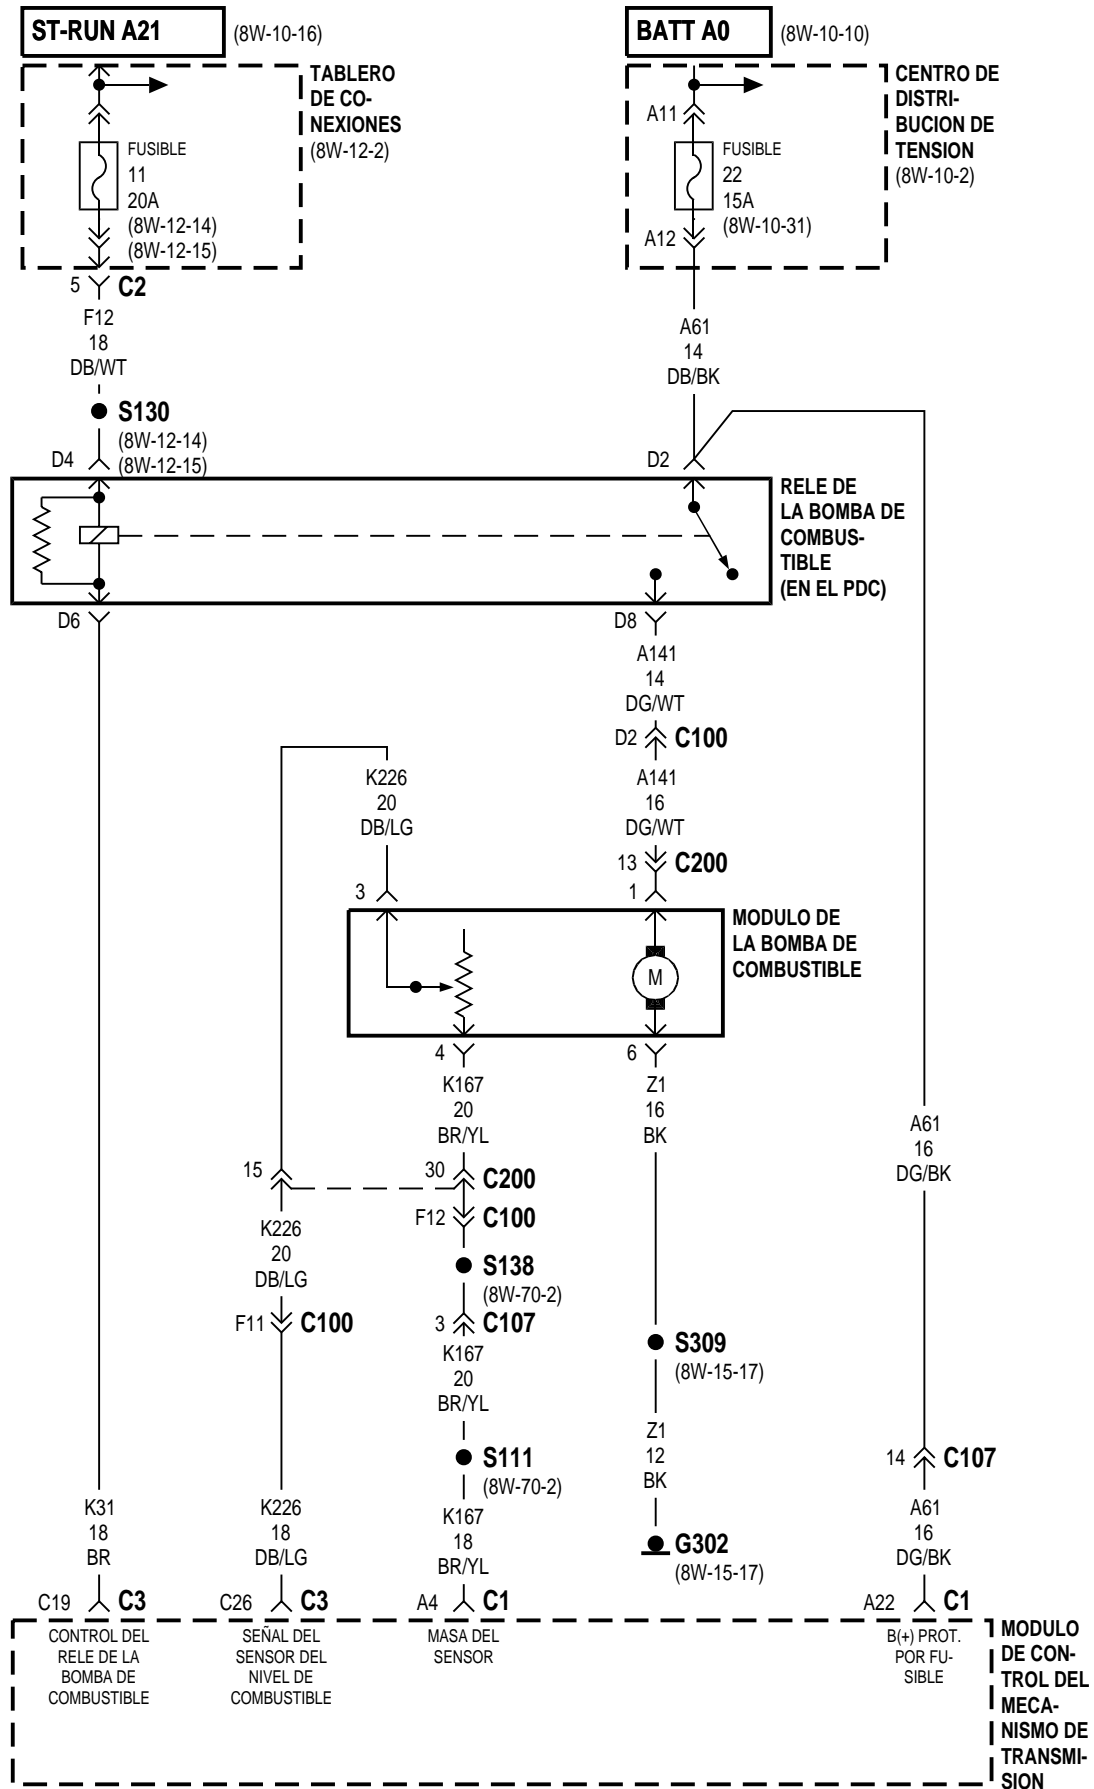 ST-RUN A21 (8W-10-16)
BATT A0 (8W-10-10)
TABLERO
DE CO-
NEXIONES
(8W-12-2)
FUSIBLE
11
20A
(8W-12-14)
(8W-12-15)
CENTRO DE
DISTRI-
BUCION DE
TENSION
(8W-10-2)
A11
FUSIBLE
22
15A
(8W-10-31)
A12
5 C2
F12
18
DB/WT
S130
(8W-12-14)
(8W-12-15)
D4
A61
14
DB/BK
D2
RELE DE
LA BOMBA DE
COMBUS-
TIBLE
(EN EL PDC)
D6
D8
A141
14
DG/WT
D2 C100
A141
16
DG/WT
13 C200
1
K226
20
DB/LG
3
MODULO DE
LA BOMBA DE
COMBUSTIBLE
M
4
K167
20
BR/YL
6
Z1
16
BK
A61
16
DG/BK
15
30 C200
F12 C100
S138
(8W-70-2)
3 C107
K226
20
DB/LG
F11 C100
K167
20
BR/YL
S111
(8W-70-2)
S309
(8W-15-17)
Z1
12
BK
G302
(8W-15-17)
14 C107
K31
18
BR
K226
18
DB/LG
K167
18
BR/YL
A61
16
DG/BK
C19 C3
C26 C3
A4 C1
A22 C1
CONTROL DEL
RELE DE LA
BOMBA DE
COMBUSTIBLE
SEÑAL DEL
SENSOR DEL
NIVEL DE
COMBUSTIBLE
MASA DEL
SENSOR
B(+) PROT.
POR FU-
SIBLE
MODULO
DE CON-
TROL DEL
MECA-
NISMO DE
TRANSMI-
SION